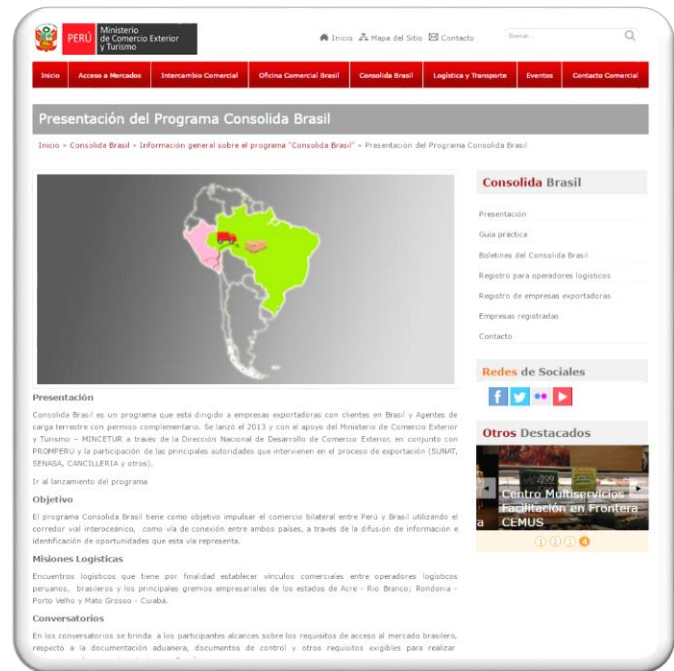 PERÚ
Ministerio
de Comercio Exterior
y Turismo
Inicio Mapa del Sitio Contacto
Buscar...
Inicio Acceso a Mercados Intercambio Comercial Oficina Comercial Brasil Consolida Brasil Logística y Transporte Eventos Contacto Comercial
Presentación del Programa Consolida Brasil
Inicio » Consolida Brasil » Información general sobre el programa "Consolida Brasil" » Presentación del Programa Consolida Brasil
Presentación
Consolida Brasil es un programa que está dirigido a empresas exportadoras con clientes en Brasil y Agentes de
carga terrestre con permiso complementario. Se lanzó el 2013 y con el apoyo del Ministerio de Comercio Exterior
y Turismo – MINCETUR a través de la Dirección Nacional de Desarrollo de Comercio Exterior, en conjunto con
PROMPERU y la participación de las principales autoridades que intervienen en el proceso de exportación (SUNAT,
SENASA, CANCILLERIA y otros).
Ir al lanzamiento del programa
Objetivo
El programa Consolida Brasil tiene como objetivo impulsar el comercio bilateral entre Perú y Brasil utilizando el
corredor vial interoceánico, como vía de conexión entre ambos países, a través de la difusión de información e
identificación de oportunidades que esta vía representa.
Misiones Logísticas
Encuentros logísticos que tiene por finalidad establecer vínculos comerciales entre operadores logísticos
peruanos, brasileros y los principales gremios empresariales de los estados de Acre - Rio Branco; Rondonia -
Porto Velho y Mato Grosso - Cuiabá.
Conversatorios
En los conversatorios se brinda a los participantes alcances sobre los requisitos de acceso al mercado brasilero,
respecto a la documentación aduanera, documentos de control y otros requisitos exigibles para realizar
Consolida Brasil
Presentación
Guía práctica
Boletines del Consolida Brasil
Registro para operadores logísticos
Registro de empresas exportadoras
Empresas registradas
Contacto
Redes de Sociales
Otros Destacados
Centro Multiservicios
Facilitación en Frontera
CEMUS
a
1 2 3 4